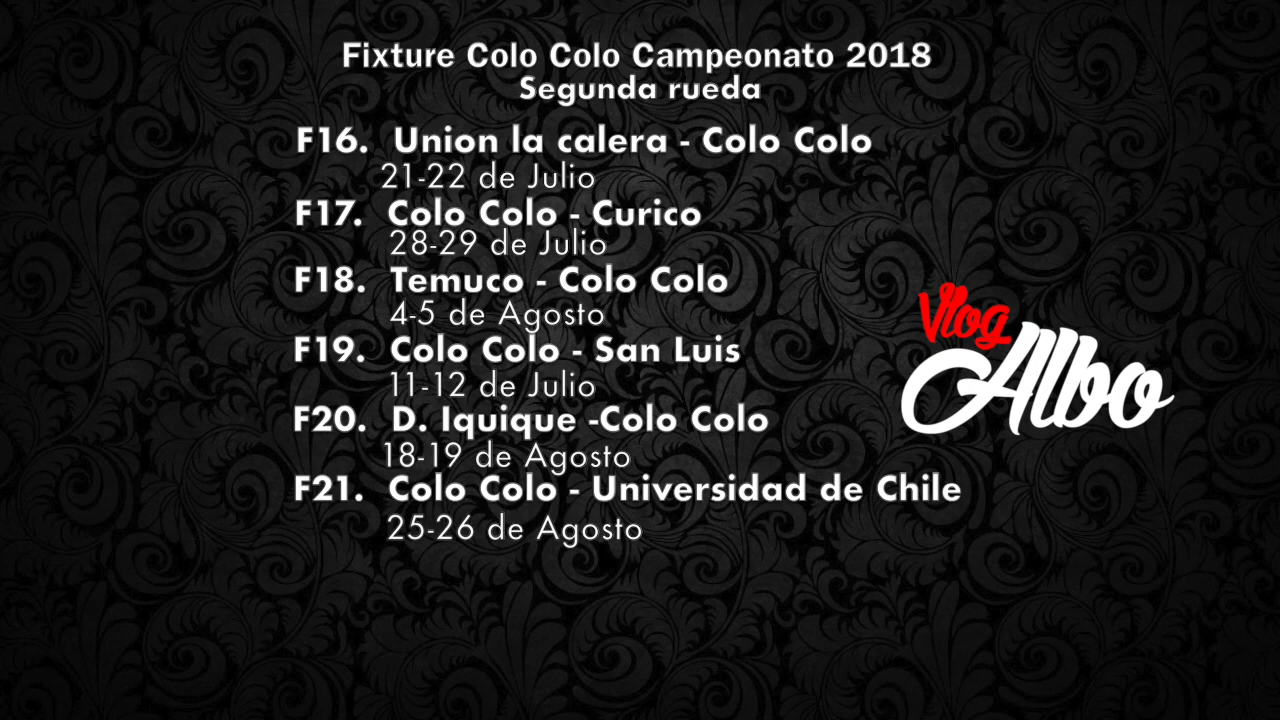 Fixture Colo Colo Campeonato 2018
Segunda rueda
F16. Union la calera - Colo Colo
21-22 de Julio
F17. Colo Colo - Curico
28-29 de Julio
F18. Temuco - Colo Colo
4-5 de Agosto
F19. Colo Colo - San Luis
11-12 de Julio
F20. D. Iquique -Colo Colo
18-19 de Agosto
F21. Colo Colo - Universidad de Chile
25-26 de Agosto
Vlog
Albo